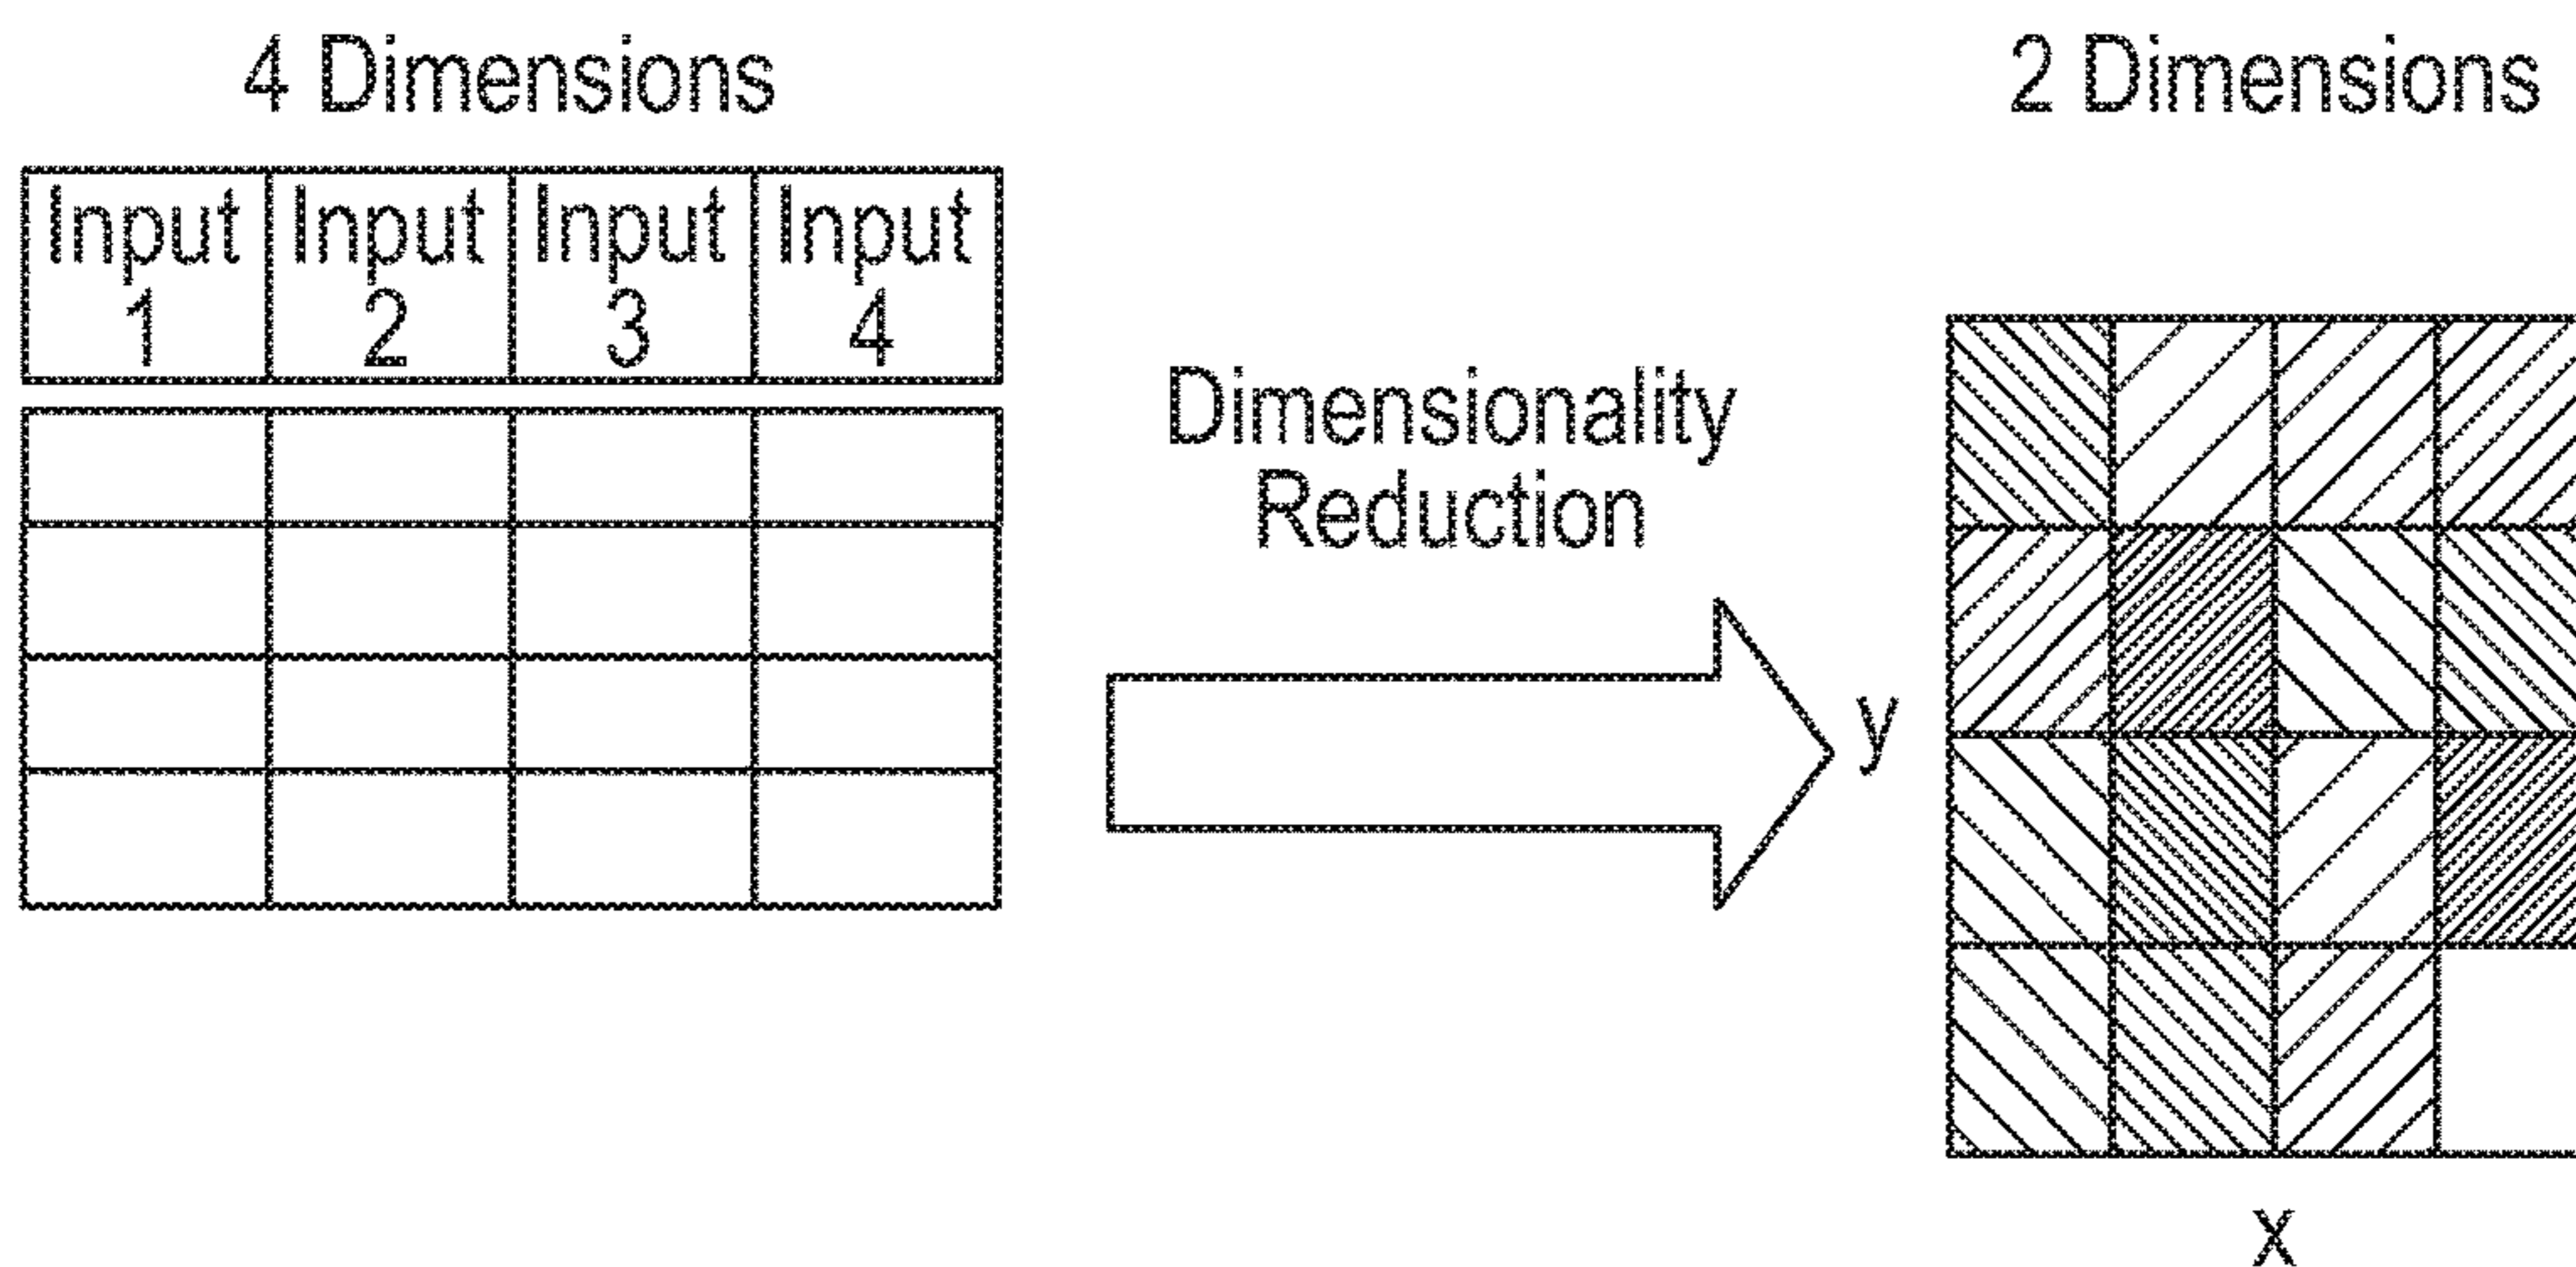 4 Dimensions
Input 1
Input 2
Input 3
Input 4
Dimensionality
Reduction
2 Dimensions
y
x